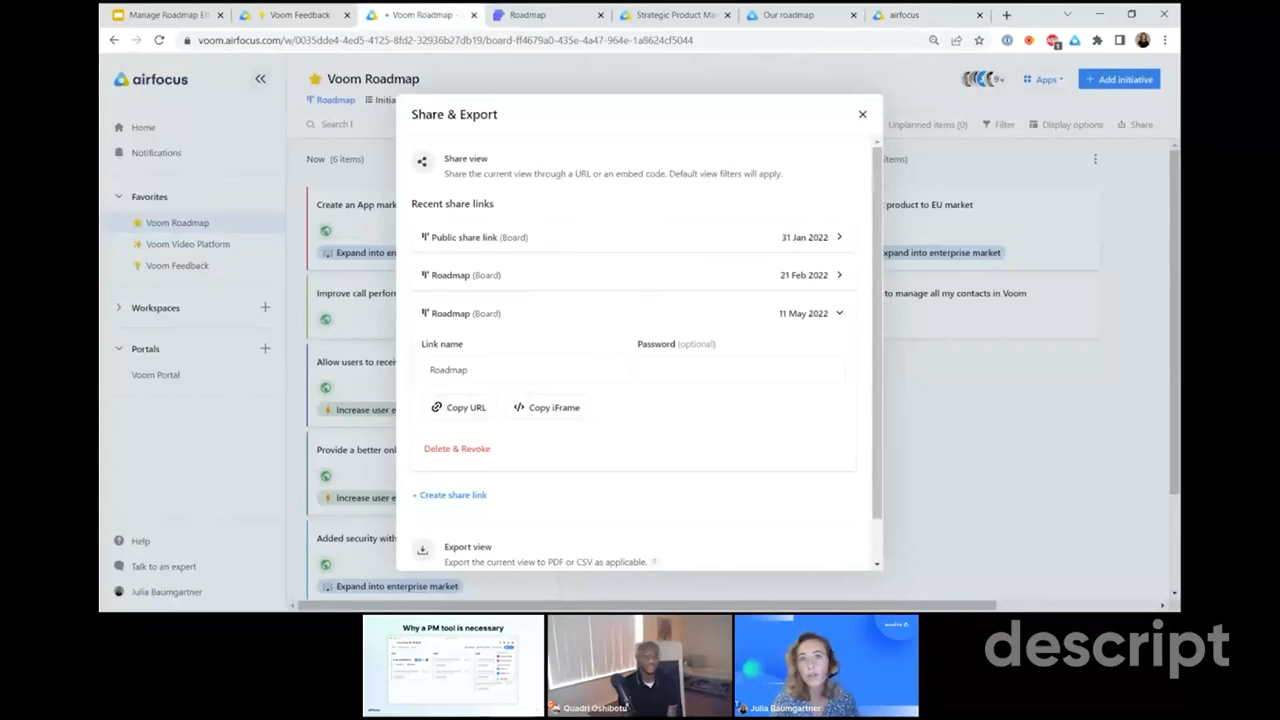 Manage Roadmap Eff
Voom Feedback -
Voom Roadmap -
Roadmap
Strategic Product Ma
Our roadmap
airfocus
voom.airfocus.com/w/0035dde4-4ed5-4125-8fd2-32936b27db19/board-ff4679a0-435e-4a47-964e-1a8624cf5044
airfocus
Voom Roadmap
9+
Apps
+ Add initiative
Roadmap
Initia
Search
Unplanned items (0)
Filter
Display options
Share
Home
Notifications
Favorites
Voom Roadmap
Voom Video Platform
Voom Feedback
Workspaces
Portals
Voom Portal
Help
Talk to an expert
Julia Baumgartner
Now (6 items)
Create an App mark
Expand into en
Improve call perforn
Allow users to recei
Increase user e
Provide a better onl
Increase user e
Added security with
Expand into enterprise market
items)
product to EU market
xpand into enterprise market
to manage all my contacts in Voom
Share & Export
Share view
Share the current view through a URL or an embed code. Default view filters will apply.
Recent share links
Public share link (Board)
31 Jan 2022
Roadmap (Board)
21 Feb 2022
Roadmap (Board)
11 May 2022
Link name
Password (optional)
Roadmap
Copy URL
Copy iFrame
Delete & Revoke
+ Create share link
Export view
Export the current view to PDF or CSV as applicable.
Why a PM tool is necessary
airfocus
Quadri Oshibotu
Julia Baumgartner
descript